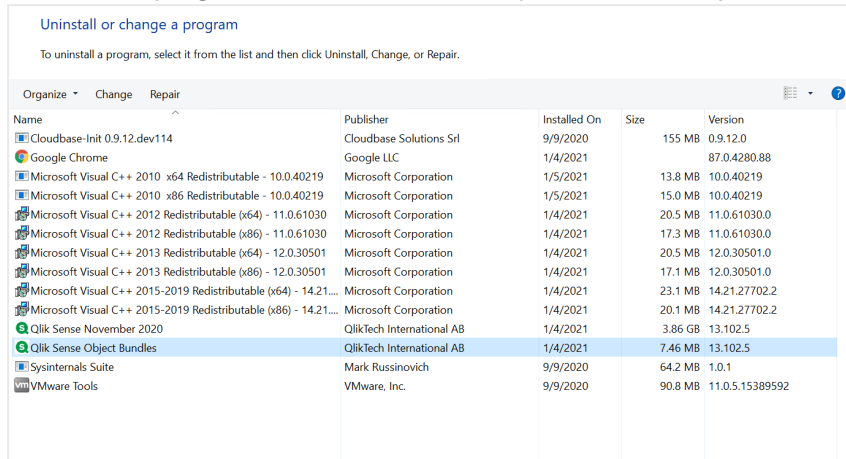 Uninstall or change a program
To uninstall a program, select it from the list and then click Uninstall, Change, or Repair.
Organize Change Repair
Name Publisher Installed On Size Version
Cloudbase-Init 0.9.12.dev114 Cloudbase Solutions Srl 9/9/2020 155 MB 0.9.12.0
Google Chrome Google LLC 1/4/2021 87.0.4280.88
Microsoft Visual C++ 2010 x64 Redistributable - 10.0.40219 Microsoft Corporation 1/5/2021 13.8 MB 10.0.40219
Microsoft Visual C++ 2010 x86 Redistributable - 10.0.40219 Microsoft Corporation 1/5/2021 15.0 MB 10.0.40219
Microsoft Visual C++ 2012 Redistributable (x64) - 11.0.61030 Microsoft Corporation 1/4/2021 20.5 MB 11.0.61030.0
Microsoft Visual C++ 2012 Redistributable (x86) - 11.0.61030 Microsoft Corporation 1/4/2021 17.3 MB 11.0.61030.0
Microsoft Visual C++ 2013 Redistributable (x64) - 12.0.30501 Microsoft Corporation 1/4/2021 20.5 MB 12.0.30501.0
Microsoft Visual C++ 2013 Redistributable (x86) - 12.0.30501 Microsoft Corporation 1/4/2021 17.1 MB 12.0.30501.0
Microsoft Visual C++ 2015-2019 Redistributable (x64) - 14.21.... Microsoft Corporation 1/4/2021 23.1 MB 14.21.27702.2
Microsoft Visual C++ 2015-2019 Redistributable (x86) - 14.21.... Microsoft Corporation 1/4/2021 20.1 MB 14.21.27702.2
Qlik Sense November 2020 QlikTech International AB 1/4/2021 3.86 GB 13.102.5
Qlik Sense Object Bundles QlikTech International AB 1/4/2021 7.46 MB 13.102.5
Sysinternals Suite Mark Russinovich 9/9/2020 64.2 MB 1.0.1
VMware Tools VMware, Inc. 9/9/2020 90.8 MB 11.0.5.15389592